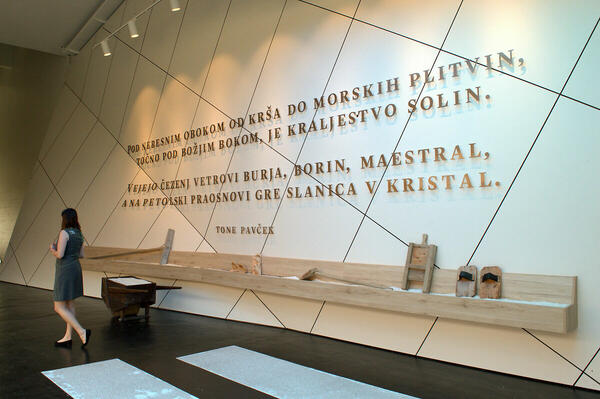 POD NEBESNIM OBOKOM OD KRŠA DO MORSKIH PLITVIN,
TOČNO POD BOŽJIM BOKOM, JE KRALJESTVO SOLIN.
VEJEJO ČEZENJ VETROVI BURJA, BORIN, MAESTRAL,
A NA PETOLSKI PRAOSNOVI GRE SLANICA V KRISTAL.
TONE PAVČEK